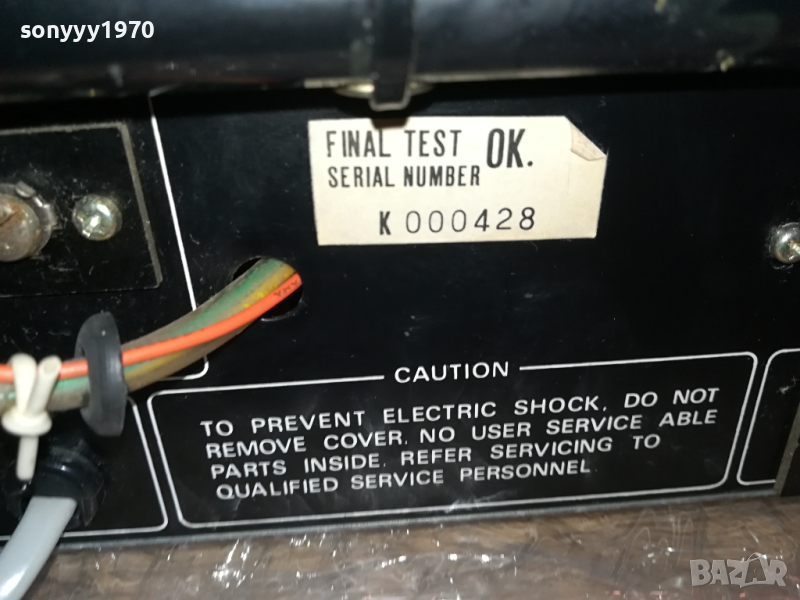 sonyyy1970
FINAL TEST OK.
SERIAL NUMBER
K 000428
CAUTION
TO PREVENT ELECTRIC SHOCK, DO NOT
REMOVE COVER. NO USER SERVICE ABLE
PARTS INSIDE. REFER SERVICING TO
QUALIFIED SERVICE PERSONNEL
BAZAR